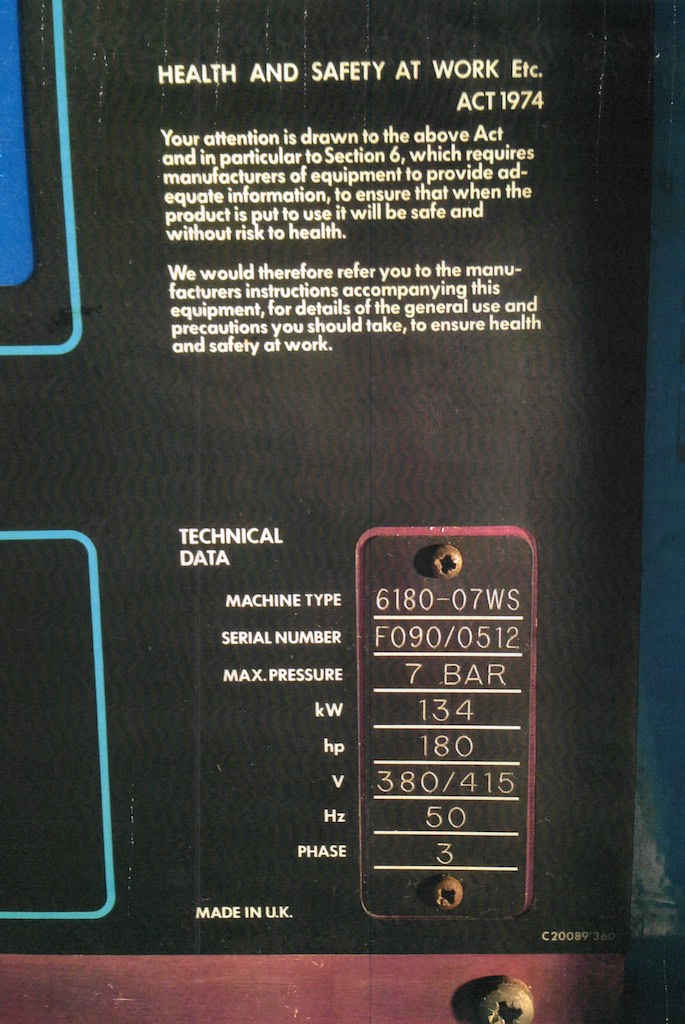 HEALTH AND SAFETY AT WORK Etc.
ACT 1974
Your attention is drawn to the above Act
and in particular to Section 6, which requires
manufacturers of equipment to provide ad-
equate information, to ensure that when the
product is put to use it will be safe and
without risk to health.
We would therefore refer you to the manu-
facturers instructions accompanying this
equipment, for details of the general use and
precautions you should take, to ensure health
and safety at work.
TECHNICAL
DATA
MACHINE TYPE 6180-07WS
SERIAL NUMBER F090/0512
MAX. PRESSURE 7 BAR
kW 134
hp 180
V 380/415
Hz 50
PHASE 3
MADE IN U.K.
C20089'360